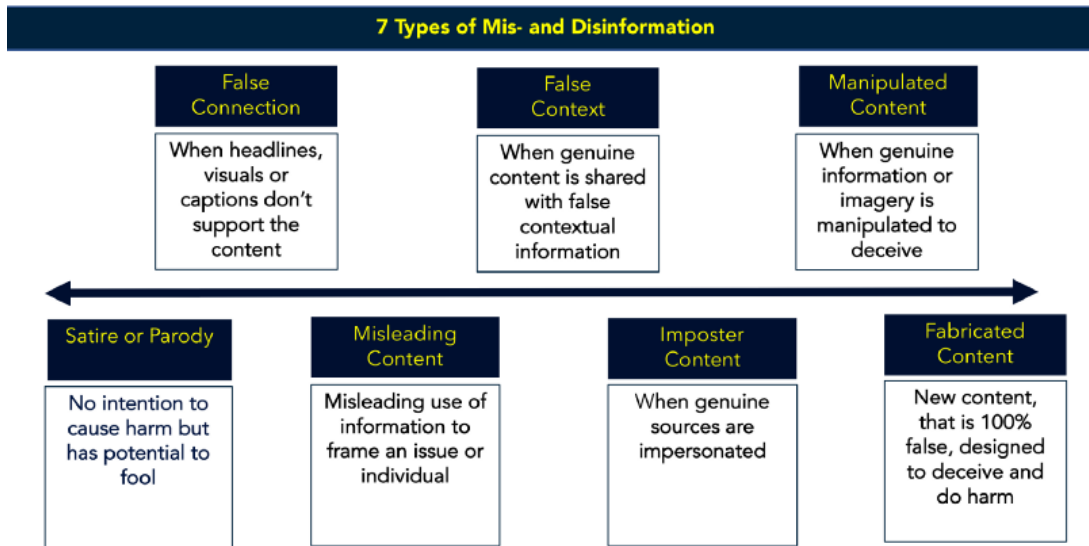 7 Types of Mis- and Disinformation
False
Connection
When headlines,
visuals or
captions don't
support the
content
False
Context
When genuine
content is shared
with false
contextual
information
Manipulated
Content
When genuine
information or
imagery is
manipulated to
deceive
Satire or Parody
No intention to
cause harm but
has potential to
fool
Misleading
Content
Misleading use of
information to
frame an issue or
individual
Imposter
Content
When genuine
sources are
impersonated
Fabricated
Content
New content,
that is 100%
false, designed
to deceive and
do harm